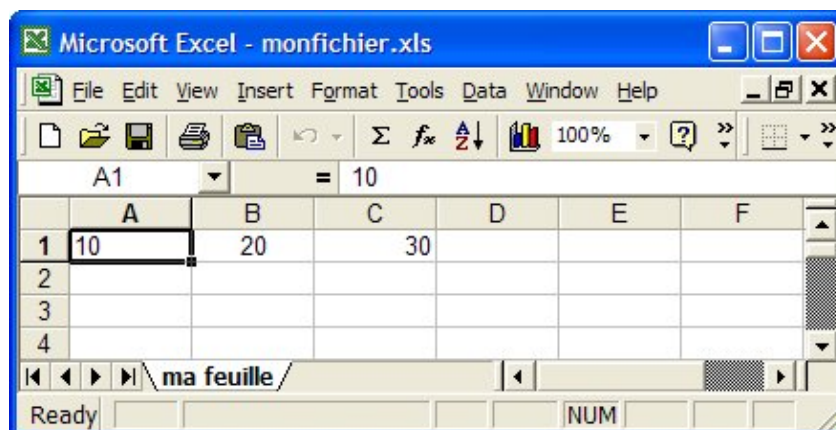 Microsoft Excel - monfichier.xls
File Edit View Insert Format Tools Data Window Help
Σ fx A Z 100% ?
A1 = 10
A B C D E F
1 10 20 30
2
3
4
ma feuille
Ready NUM